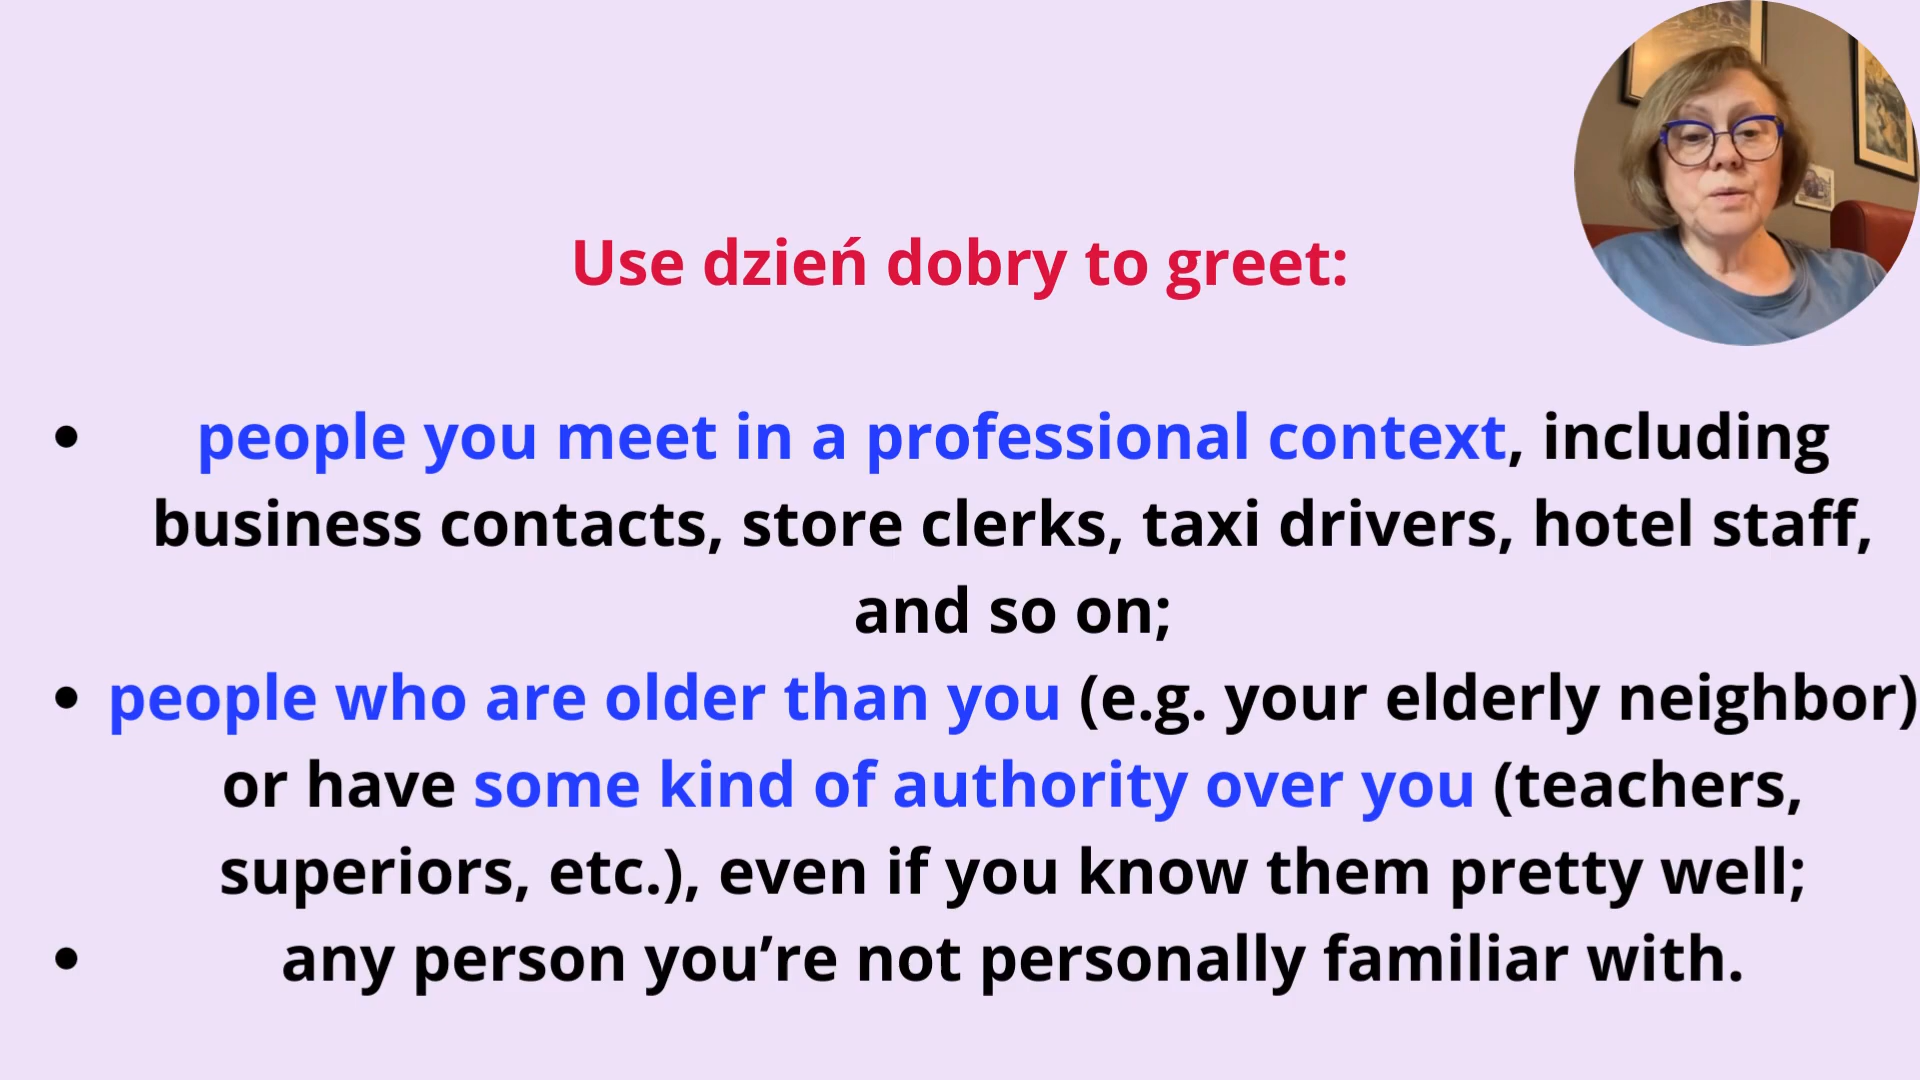 Use dzień dobry to greet:
• people you meet in a professional context, including
business contacts, store clerks, taxi drivers, hotel staff,
and so on;
• people who are older than you (e.g. your elderly neighbor)
or have some kind of authority over you (teachers,
superiors, etc.), even if you know them pretty well;
• any person you’re not personally familiar with.